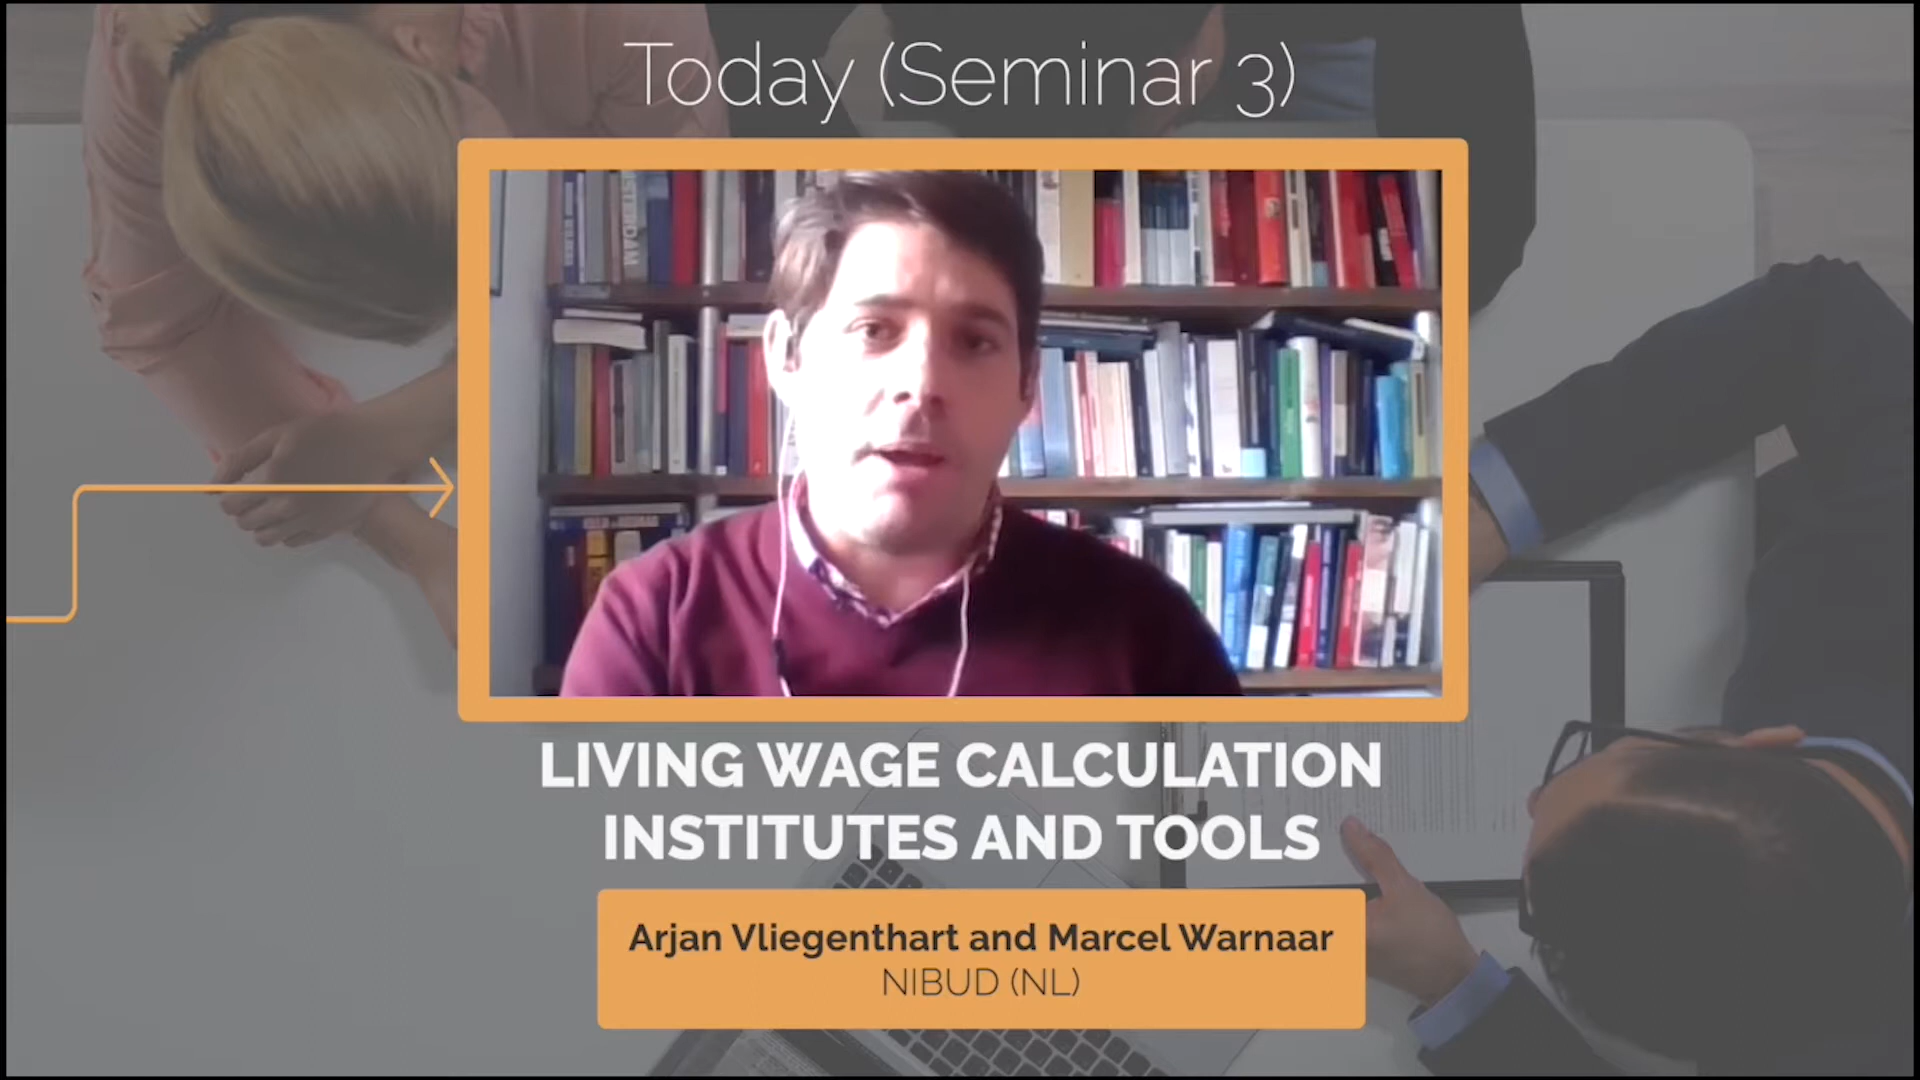 Today (Seminar 3)
LIVING WAGE CALCULATION
INSTITUTES AND TOOLS
Arjan Vliegenthart and Marcel Warnaar
NIBUD (NL)